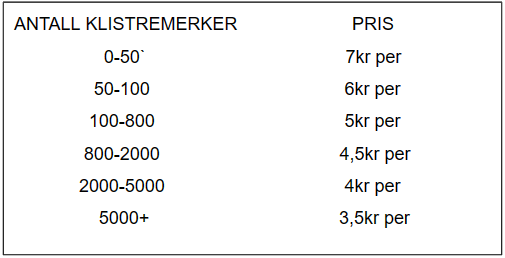 ANTALL KLISTREMERKER PRIS
0-50` 7kr per
50-100 6kr per
100-800 5kr per
800-2000 4,5kr per
2000-5000 4kr per
5000+ 3,5kr per